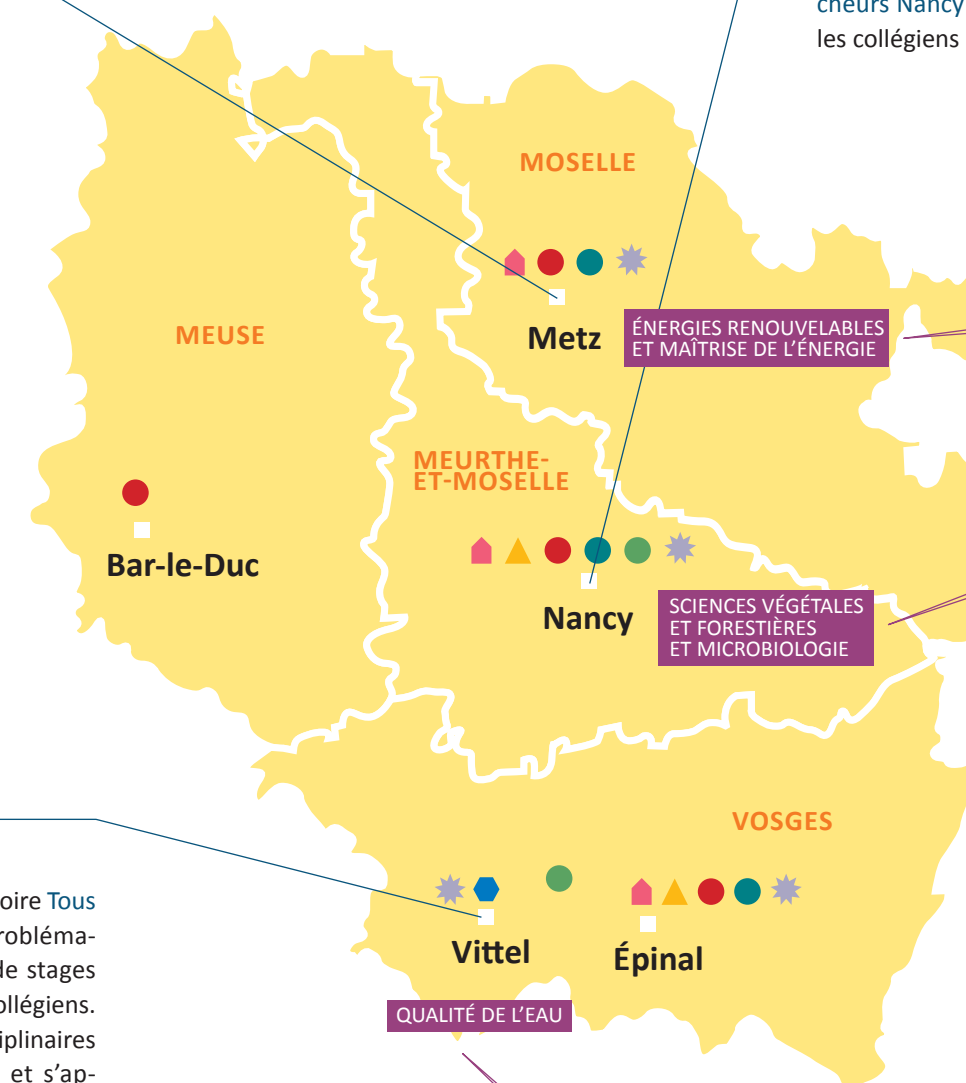 cheurs Nancy
les collégiens
MOSELLE
MEUSE
Metz
ÉNERGIES RENOUVELABLES
ET MAÎTRISE DE L’ÉNERGIE
MEURTHE-
ET-MOSELLE
Bar-le-Duc
Nancy
SCIENCES VÉGÉTALES
ET FORESTIÈRES
ET MICROBIOLOGIE
VOSGES
Vittel
Épinal
QUALITÉ DE L’EAU
oire Tous
robléma-
de stages
ollégiens.
iplinaires
et s’ap-